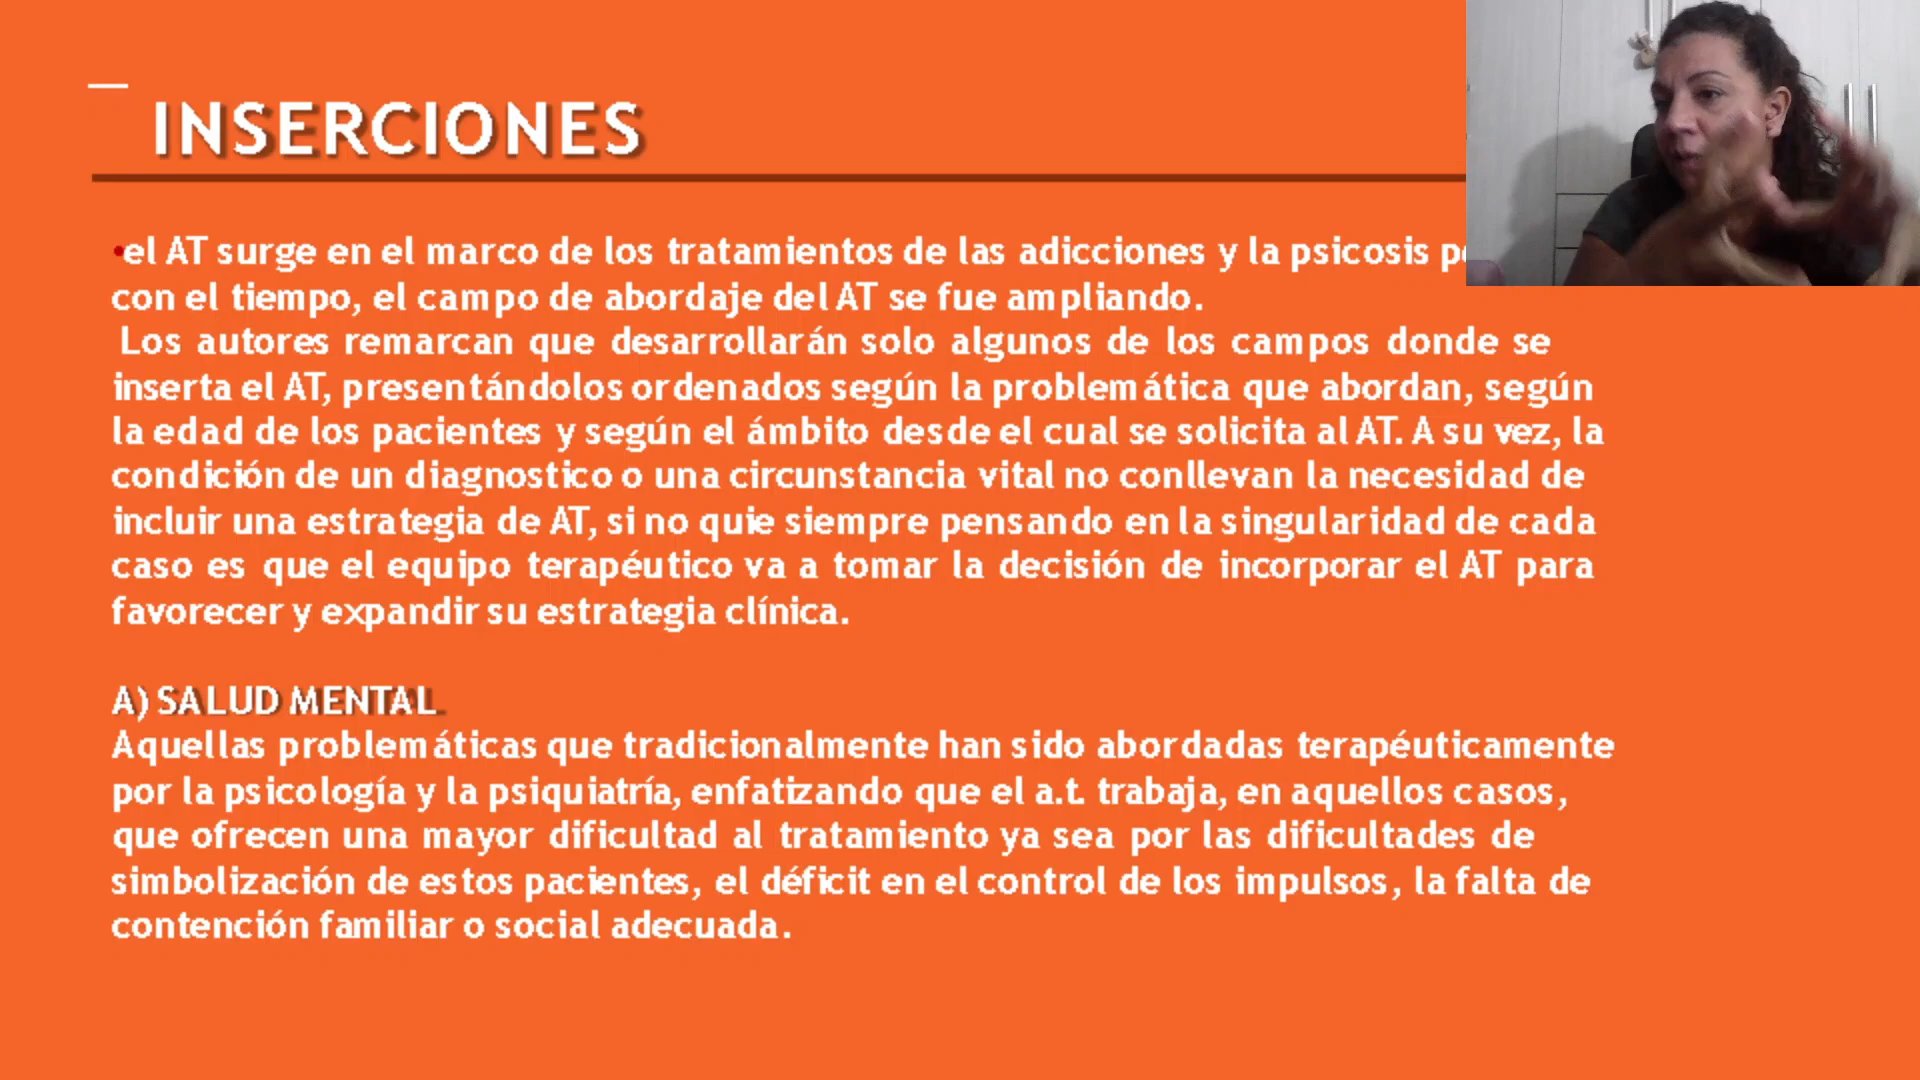 INSERCIONES
•el AT surge en el marco de los tratamientos de las adicciones y la psicosis
con el tiempo, el campo de abordaje del AT se fue ampliando.
Los autores remarcan que desarrollarán solo algunos de los campos donde se
inserta el AT, presentándolos ordenados según la problemática que abordan, según
la edad de los pacientes y según el ámbito desde el cual se solicita al AT. A su vez, la
condición de un diagnostico o una circunstancia vital no conllevan la necesidad de
incluir una estrategia de AT, si no quie siempre pensando en la singularidad de cada
caso es que el equipo terapéutico va a tomar la decisión de incorporar el AT para
favorecer y expandir su estrategia clínica.
A) SALUD MENTAL
Aquellas problemáticas que tradicionalmente han sido abordadas terapéuticamente
por la psicología y la psiquiatría, enfatizando que el a.t. trabaja, en aquellos casos,
que ofrecen una mayor dificultad al tratamiento ya sea por las dificultades de
simbolización de estos pacientes, el déficit en el control de los impulsos, la falta de
contención familiar o social adecuada.